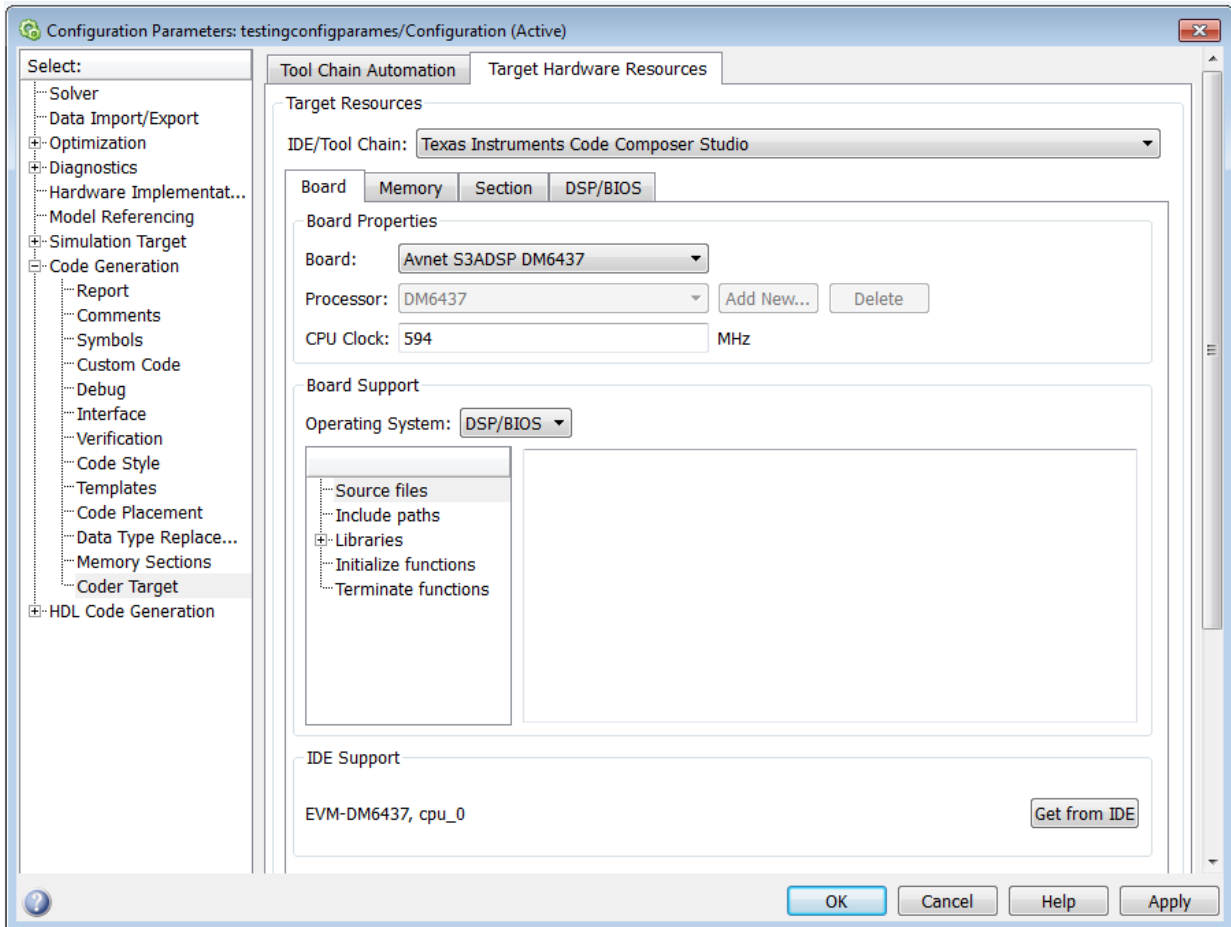 Configuration Parameters: testingconfigparames/Configuration (Active)
Select:
Solver
Data Import/Export
Optimization
Diagnostics
Hardware Implementat...
Model Referencing
Simulation Target
Code Generation
Report
Comments
Symbols
Custom Code
Debug
Interface
Verification
Code Style
Templates
Code Placement
Data Type Replace...
Memory Sections
Coder Target
HDL Code Generation
Tool Chain Automation
Target Hardware Resources
Target Resources
IDE/Tool Chain: Texas Instruments Code Composer Studio
Board Memory Section DSP/BIOS
Board Properties
Board: Avnet S3ADSP DM6437
Processor: DM6437 Add New... Delete
CPU Clock: 594 MHz
Board Support
Operating System: DSP/BIOS
Source files
Include paths
Libraries
Initialize functions
Terminate functions
IDE Support
EVM-DM6437, cpu_0 Get from IDE
? OK Cancel Help Apply